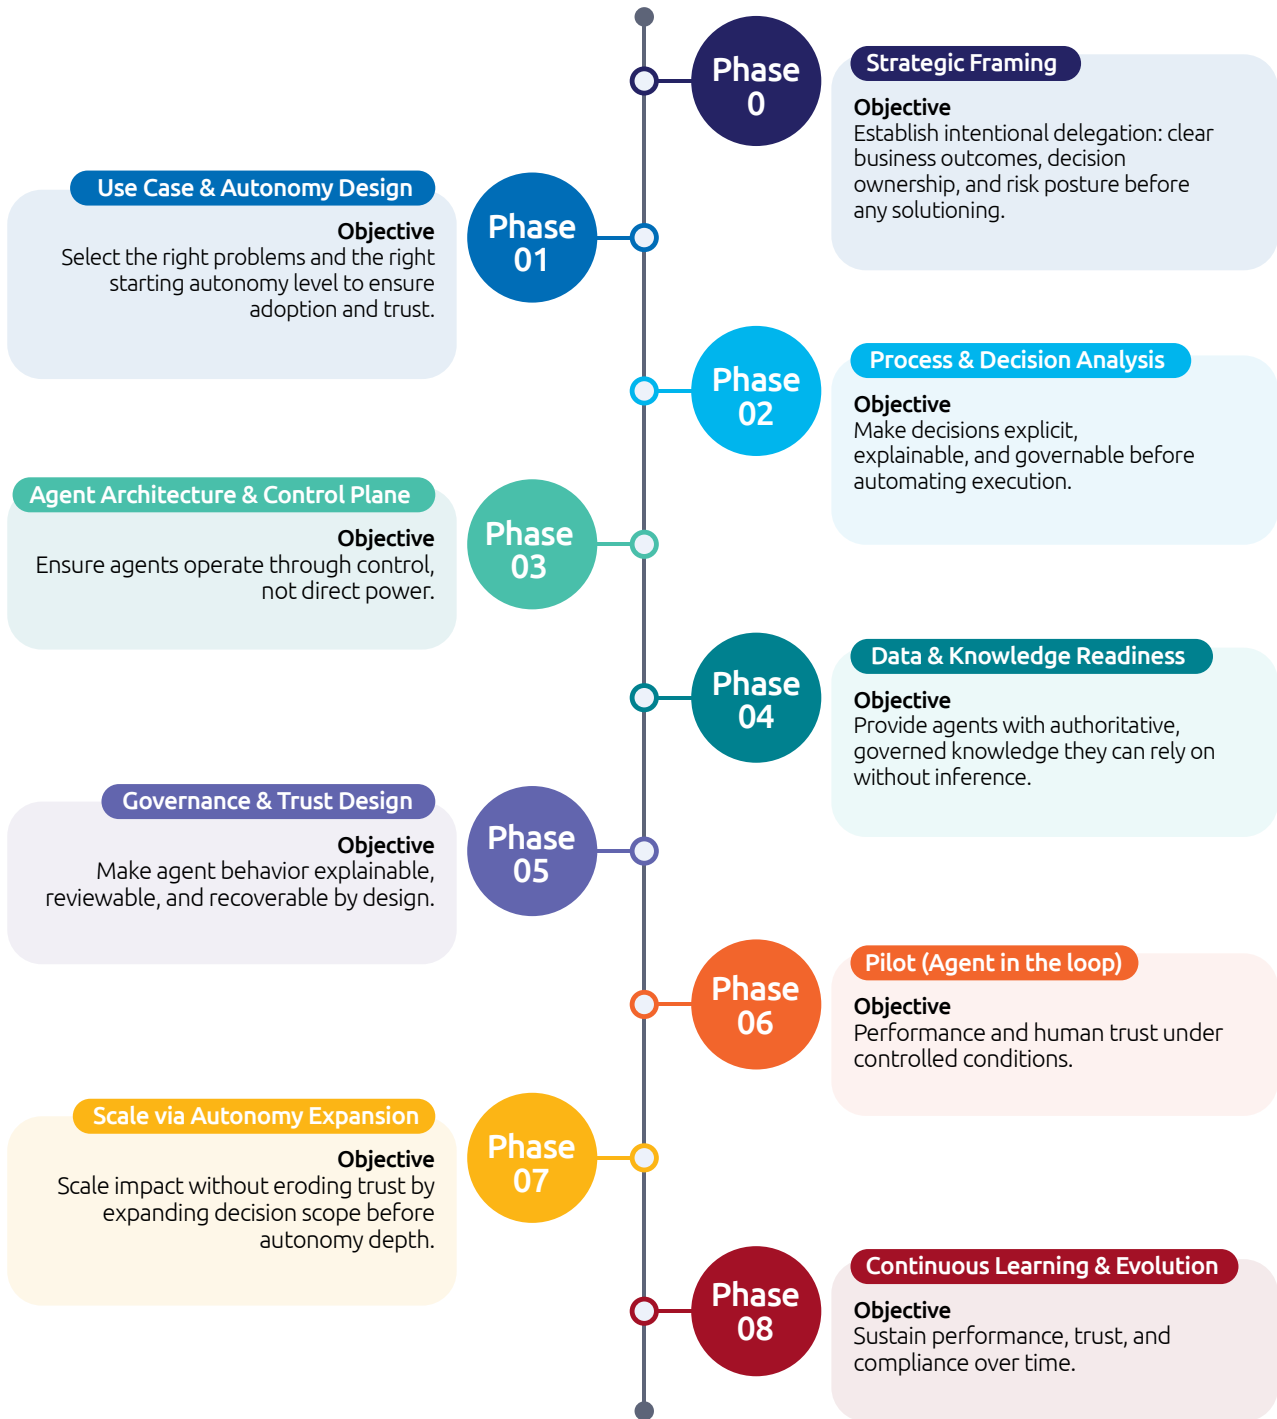 Phase
0
Strategic Framing
Objective
Establish intentional delegation: clear
business outcomes, decision
ownership, and risk posture before
any solutioning.
Use Case & Autonomy Design
Objective
Select the right problems and the right
starting autonomy level to ensure
adoption and trust.
Phase
01
Phase
02
Process & Decision Analysis
Objective
Make decisions explicit,
explainable, and governable before
automating execution.
Agent Architecture & Control Plane
Objective
Ensure agents operate through control,
not direct power.
Phase
03
Phase
04
Data & Knowledge Readiness
Objective
Provide agents with authoritative,
governed knowledge they can rely on
without inference.
Governance & Trust Design
Objective
Make agent behavior explainable,
reviewable, and recoverable by design.
Phase
05
Phase
06
Pilot (Agent in the loop)
Objective
Performance and human trust under
controlled conditions.
Scale via Autonomy Expansion
Objective
Scale impact without eroding trust by
expanding decision scope before
autonomy depth.
Phase
07
Phase
08
Continuous Learning & Evolution
Objective
Sustain performance, trust, and
compliance over time.